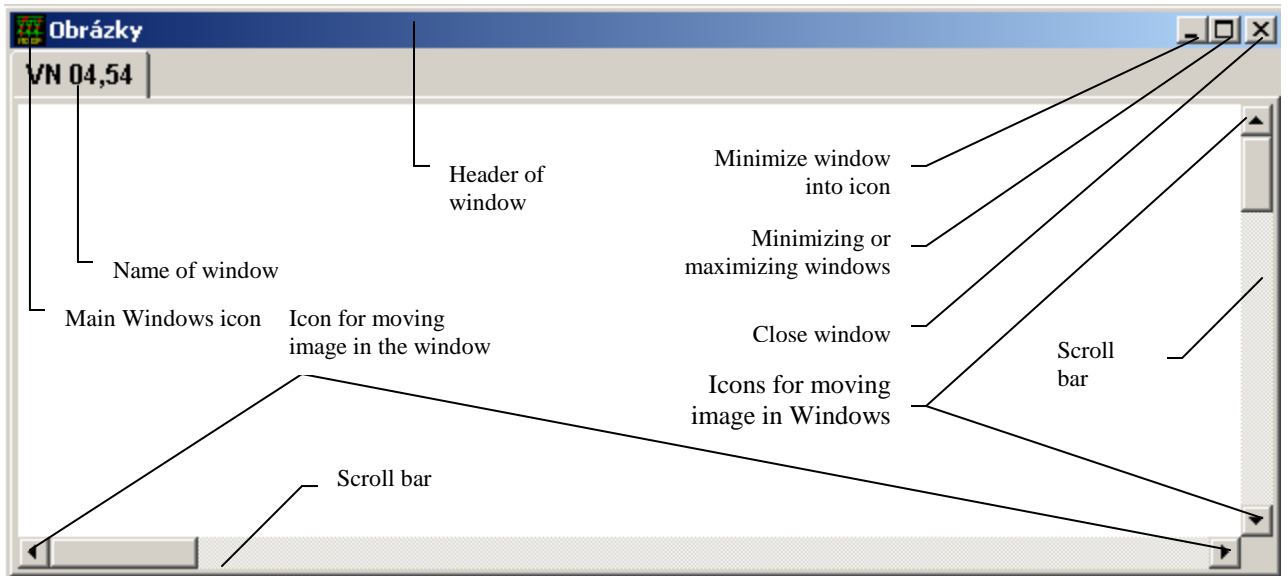 Obrázky
VN 04,54
Header of
window
Minimize window
into icon
Minimizing or
maximizing windows
Name of window
Main Windows icon
Icon for moving
image in the window
Close window
Scroll
bar
Icons for moving
image in Windows
Scroll bar